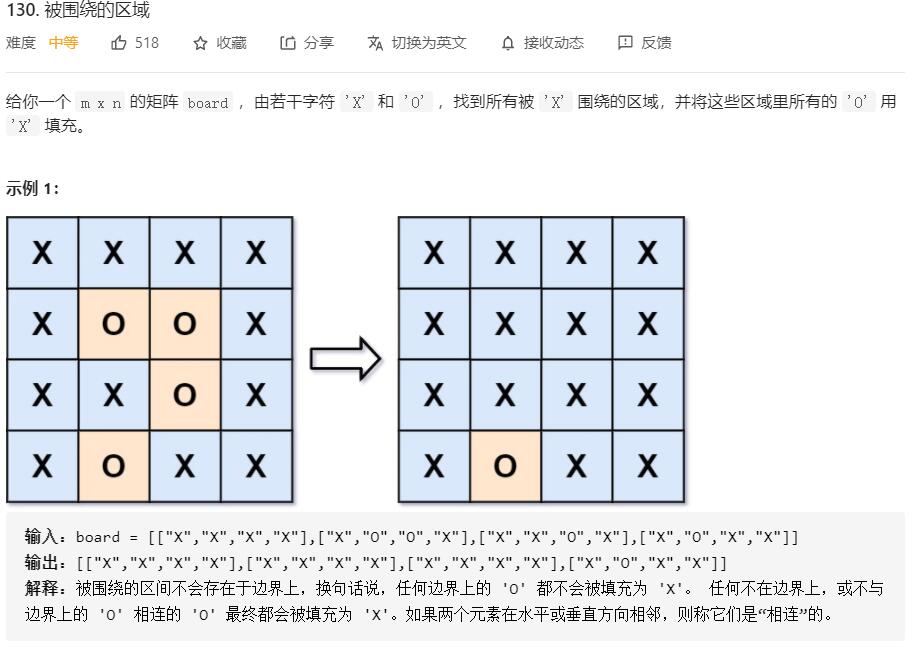 130. 被围绕的区域
难度 中等 518 收藏 分享 切换为英文 接收动态 反馈
给你一个 m x n 的矩阵 board ，由若干字符 'X' 和 'O' ，找到所有被 'X' 围绕的区域，并将这些区域里所有的 'O' 用
'X' 填充。
示例 1：
X X X X X X X X
X O O X X X X X
X X O X X X X X
X O X X X O X X
输入：board = [["X","X","X","X"],["X","O","O","X"],["X","X","O","X"],["X","O","X","X"]]
输出：[["X","X","X","X"],["X","X","X","X"],["X","X","X","X"],["X","O","X","X"]]
解释：被围绕的区间不会存在于边界上，换句话说，任何边界上的 'O' 都不会被填充为 'X'。 任何不在边界上，或不与
边界上的 'O' 相连的 'O' 最终都会被填充为 'X'。如果两个元素在水平或垂直方向相邻，则称它们是“相连”的。